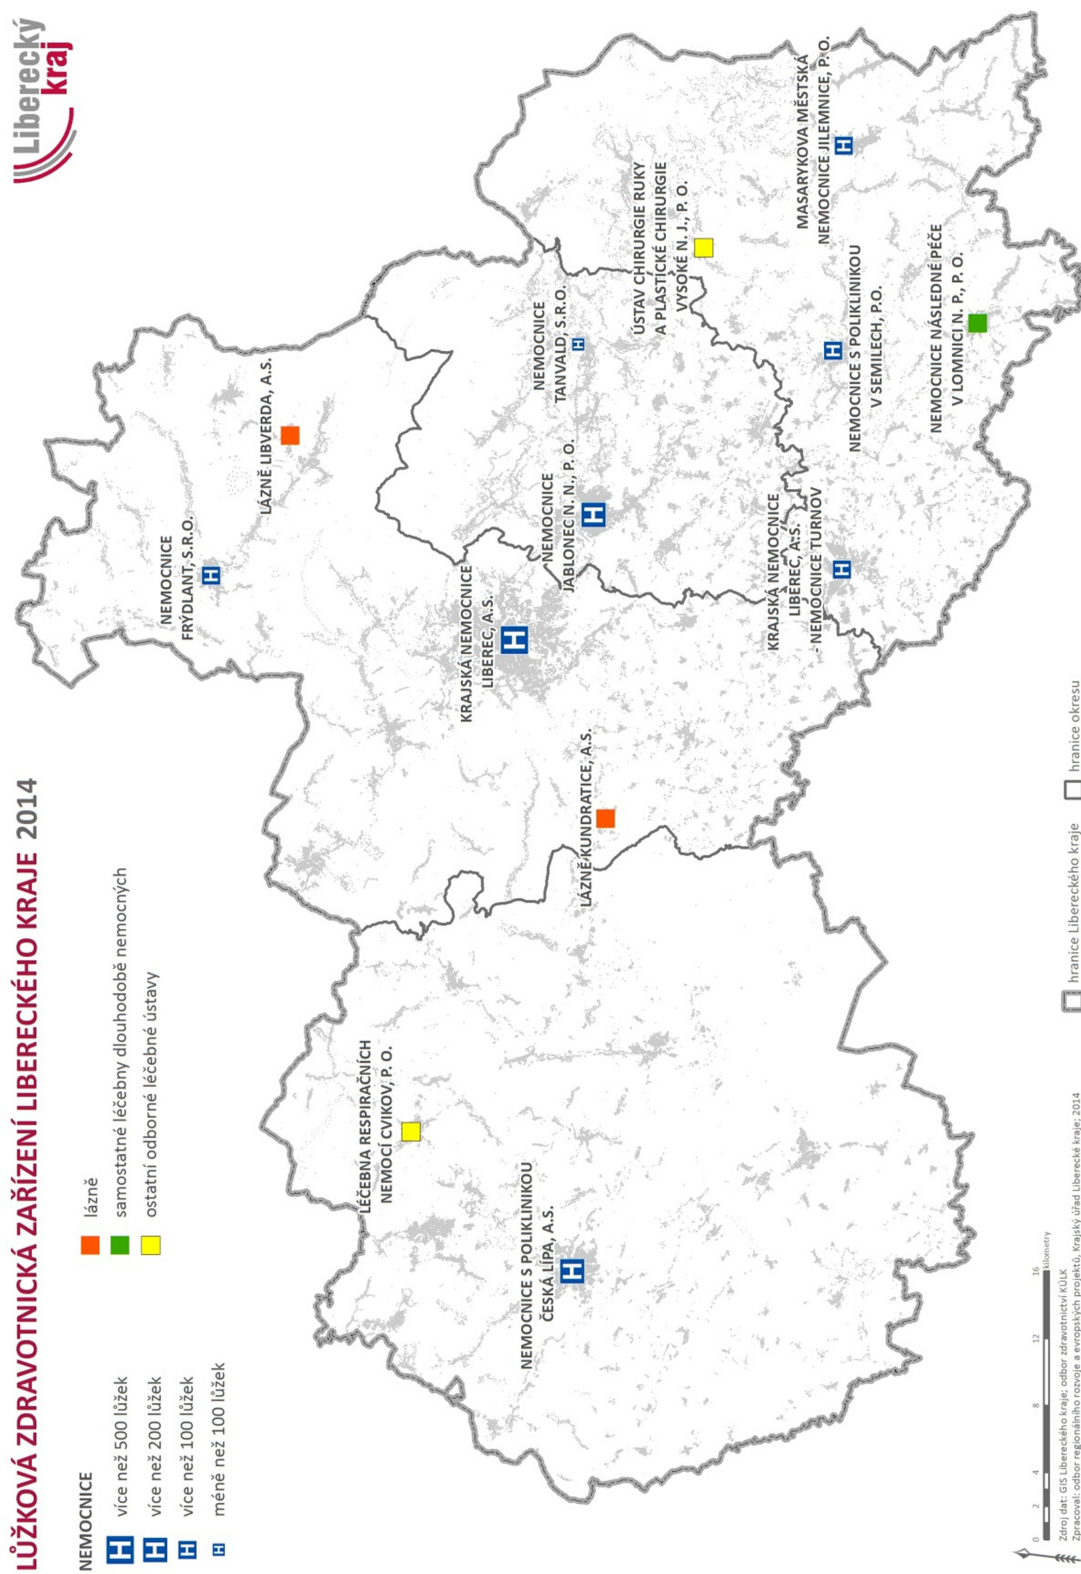 LŮŽKOVÁ ZDRAVOTNICKÁ ZAŘÍZENÍ LIBERECKÉHO KRAJE 2014
Liberecký
kraj
NEMOCNICE
více než 500 lůžek
více než 200 lůžek
více než 100 lůžek
méně než 100 lůžek
lázně
samostatné léčebny dlouhodobě nemocných
ostatní odborné léčebné ústavy
NEMOCNICE
FRÝDLANT, S.R.O.
LÁZNĚ LIBVERDA, A.S.
LÉČEBNA RESPIRAČNÍCH
NEMOCÍ CVIKOV, P. O.
KRAJSKÁ NEMOCNICE
LIBEREC, A.S.
NEMOCNICE S POLIKLINIKOU
ČESKÁ LÍPA, A.S.
NEMOCNICE
JABLONEC N. N., P. O.
NEMOCNICE
TANVALD, S.R.O.
LÁZNĚ KUNDRATICE, A.S.
ÚSTAV CHIRURGIE RUKY
A PLASTICKÉ CHIRURGIE
VYSOKÉ N. J., P. O.
KRAJSKÁ NEMOCNICE
LIBEREC, A.S.
- NEMOCNICE TURNOV
MASARYKOVA MĚSTSKÁ
NEMOCNICE JILEMNICE, P.O.
NEMOCNICE S POLIKLINIKOU
V SEMILECH, P.O.
NEMOCNICE NÁSLEDNÉ PÉČE
V LOMNICI N. P., P. O.
0 2 4 8 12 16
kilometry
Zdroj dat: GIS Libereckého kraje; odbor zdravotnictví KÚLK
Zpracoval: odbor regionálního rozvoje a evropských projektů, Krajský úřad Liberecké kraje; 2014
hranice Libereckého kraje
hranice okresu